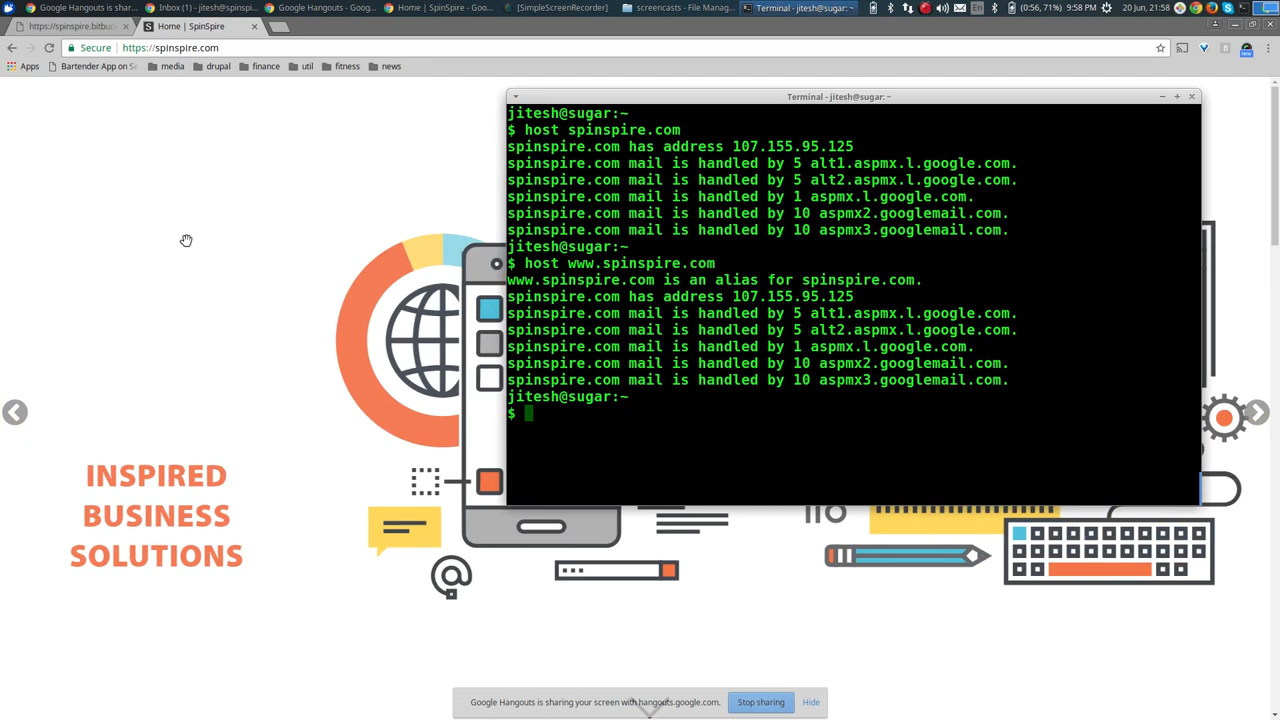 Google Hangouts is shar...
Inbox (1) - jitesh@spinspi...
Google Hangouts - Goog...
Home | SpinSpire - Goo...
[SimpleScreenRecorder]
screencasts - File Manager
Terminal - jitesh@sugar: ~
En
(0:56, 71%)
9:58 PM
20 Jun, 21:58
https://spinspire.bitbuc
Home | SpinSpire
Secure
https://spinspire.com
Apps
Bartender App on Se
media
drupal
finance
util
fitness
news
Terminal - jitesh@sugar: ~
jitesh@sugar:~
$ host spinspire.com
spinspire.com has address 107.155.95.125
spinspire.com mail is handled by 5 alt1.aspmx.l.google.com.
spinspire.com mail is handled by 5 alt2.aspmx.l.google.com.
spinspire.com mail is handled by 1 aspmx.l.google.com.
spinspire.com mail is handled by 10 aspmx2.googlemail.com.
spinspire.com mail is handled by 10 aspmx3.googlemail.com.
jitesh@sugar:~
$ host www.spinspire.com
www.spinspire.com is an alias for spinspire.com.
spinspire.com has address 107.155.95.125
spinspire.com mail is handled by 5 alt1.aspmx.l.google.com.
spinspire.com mail is handled by 5 alt2.aspmx.l.google.com.
spinspire.com mail is handled by 1 aspmx.l.google.com.
spinspire.com mail is handled by 10 aspmx2.googlemail.com.
spinspire.com mail is handled by 10 aspmx3.googlemail.com.
jitesh@sugar:~
$
INSPIRED
BUSINESS
SOLUTIONS
Google Hangouts is sharing your screen with hangouts.google.com.
Stop sharing
Hide